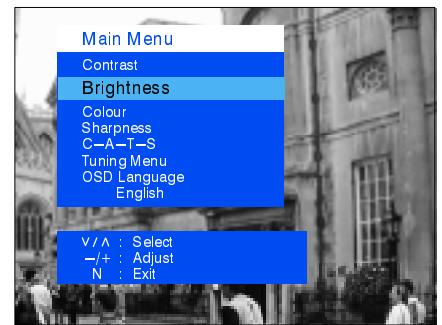 Main Menu
Contrast
Brightness
Colour
Sharpness
C–A–T–S
Tuning Menu
OSD Language
English
∨/∧ : Select
–/+ : Adjust
N : Exit